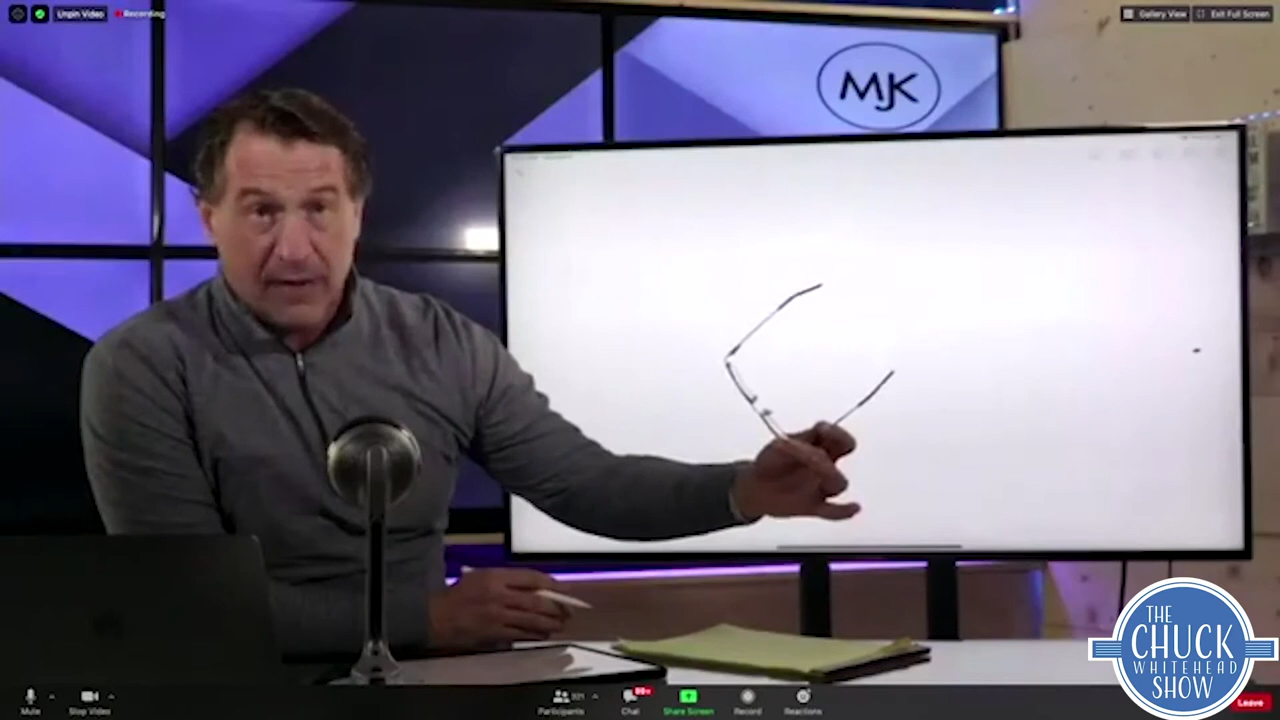 Unpin Video
Recording
Gallery View
Exit Full Screen
MJK
THE
CHUCK
WHITEHEAD
SHOW
Mute
Stop Video
Participants
Chat
Share Screen
Record
Reactions
Leave